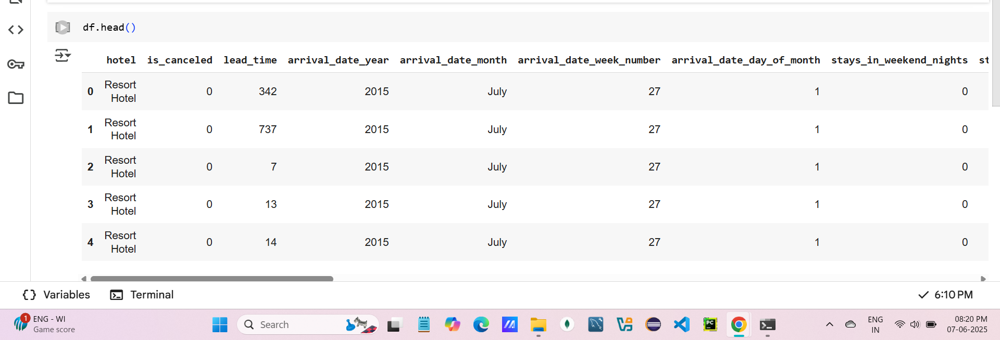 df.head()
hotel is_canceled lead_time arrival_date_year arrival_date_month arrival_date_week_number arrival_date_day_of_month stays_in_weekend_nights st
0 Resort Hotel 0 342 2015 July 27 1 0
1 Resort Hotel 0 737 2015 July 27 1 0
2 Resort Hotel 0 7 2015 July 27 1 0
3 Resort Hotel 0 13 2015 July 27 1 0
4 Resort Hotel 0 14 2015 July 27 1 0
{} Variables Terminal 6:10 PM
1 ENG - WI
Game score
Search
PC
ENG
IN
08:20 PM
07-06-2025